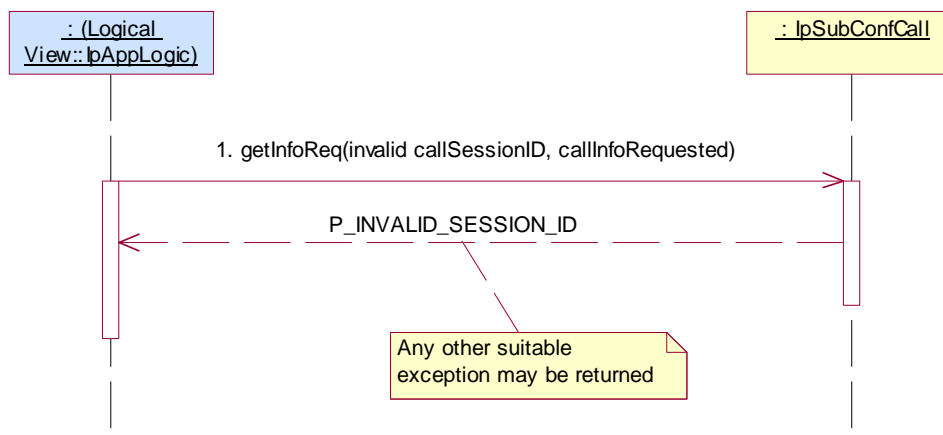 : (Logical
View::IpAppLogic)
: IpSubConfCall
1. getInfoReq(invalid callSessionID, callInfoRequested)
P_INVALID_SESSION_ID
Any other suitable
exception may be returned